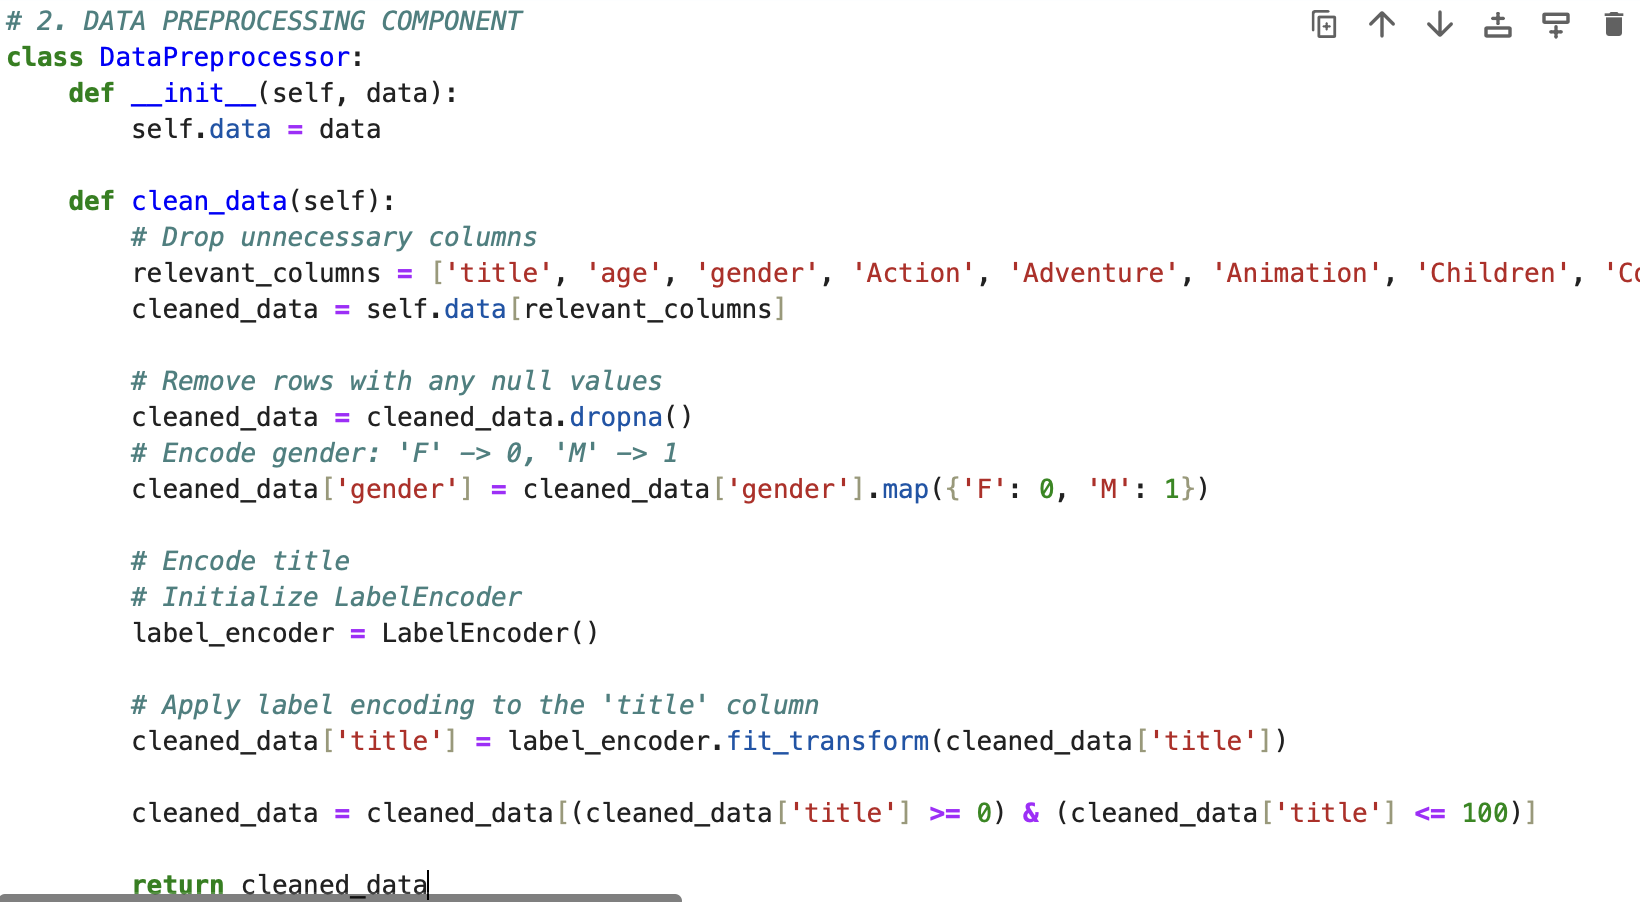 # 2. DATA PREPROCESSING COMPONENT
class DataPreprocessor:
    def __init__(self, data):
        self.data = data

    def clean_data(self):
        # Drop unnecessary columns
        relevant_columns = ['title', 'age', 'gender', 'Action', 'Adventure', 'Animation', 'Children', '
        cleaned_data = self.data[relevant_columns]

        # Remove rows with any null values
        cleaned_data = cleaned_data.dropna()
        # Encode gender: 'F' -> 0, 'M' -> 1
        cleaned_data['gender'] = cleaned_data['gender'].map({'F': 0, 'M': 1})

        # Encode title
        # Initialize LabelEncoder
        label_encoder = LabelEncoder()

        # Apply label encoding to the 'title' column
        cleaned_data['title'] = label_encoder.fit_transform(cleaned_data['title'])

        cleaned_data = cleaned_data[(cleaned_data['title'] >= 0) & (cleaned_data['title'] <= 100)]

        return cleaned_data